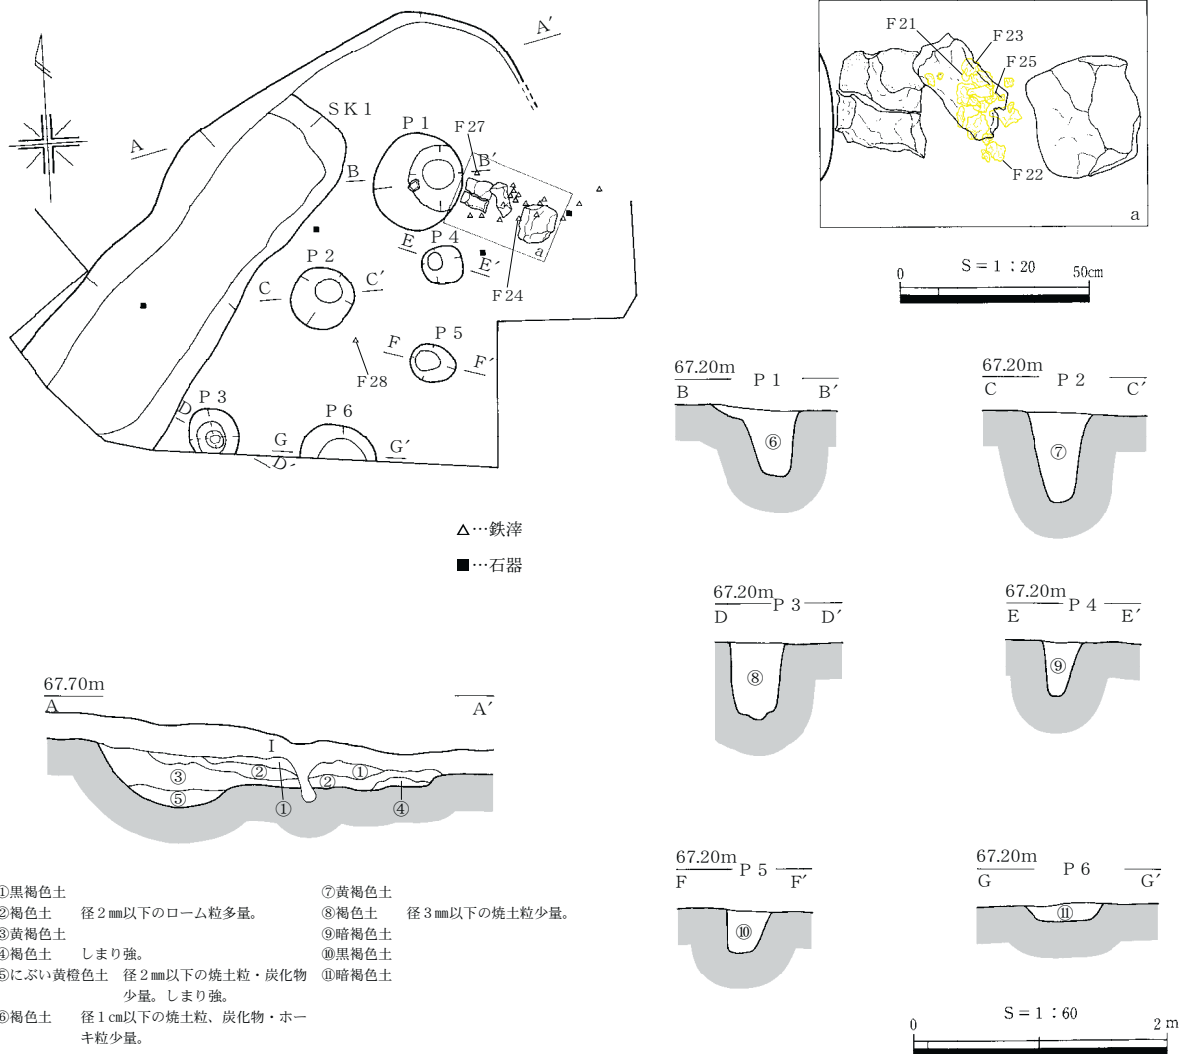 A
A′
SK1
P1
F27
B
B′
E
P4
E′
a
F24
P2
C
C′
F
P5
F′
F28
P3
D
D′
P6
G
G′
△…鉄滓
■…石器
F21
F23
F25
F22
a
S=1:20
0 50cm
67.20m P1
B B′
⑥
67.20m P2
C C′
⑦
67.20m P3
D D′
⑧
67.20m P4
E E′
⑨
67.20m P5
F F′
⑩
67.20m P6
G G′
⑪
67.70m
A A′
I
③ ② ① ②
⑤ ① ④
①黒褐色土
②褐色土 径2㎜以下のローム粒多量。
③黄褐色土
④褐色土 しまり強。
⑤にぶい黄橙色土 径2㎜以下の焼土粒・炭化物
少量。しまり強。
⑥褐色土 径1㎝以下の焼土粒、炭化物・ホー
キ粒少量。
⑦黄褐色土
⑧褐色土 径3㎜以下の焼土粒少量。
⑨暗褐色土
⑩黒褐色土
⑪暗褐色土
S=1:60
0 2m